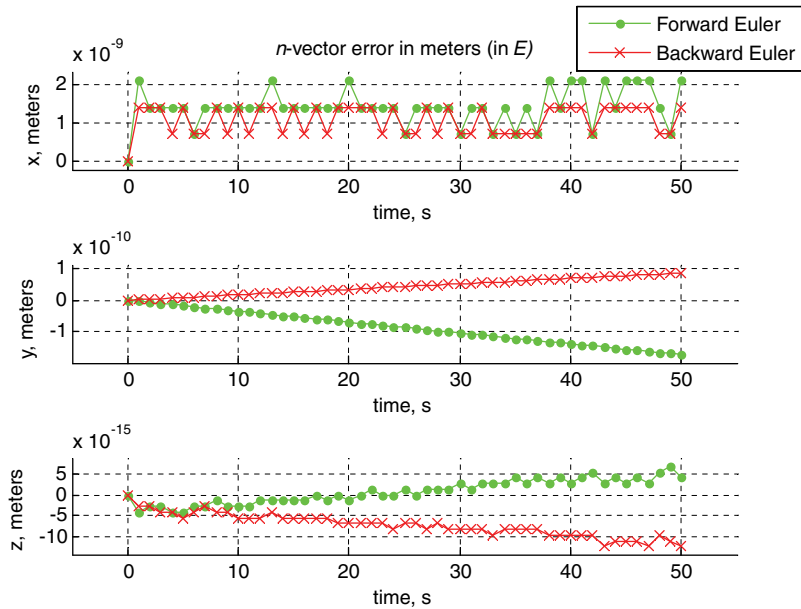 Forward Euler
Backward Euler
x 10^-9
n-vector error in meters (in E)
2
1
0
x, meters
0 10 20 30 40 50
time, s
x 10^-10
1
0
-1
y, meters
0 10 20 30 40 50
time, s
x 10^-15
5
0
-5
-10
z, meters
0 10 20 30 40 50
time, s